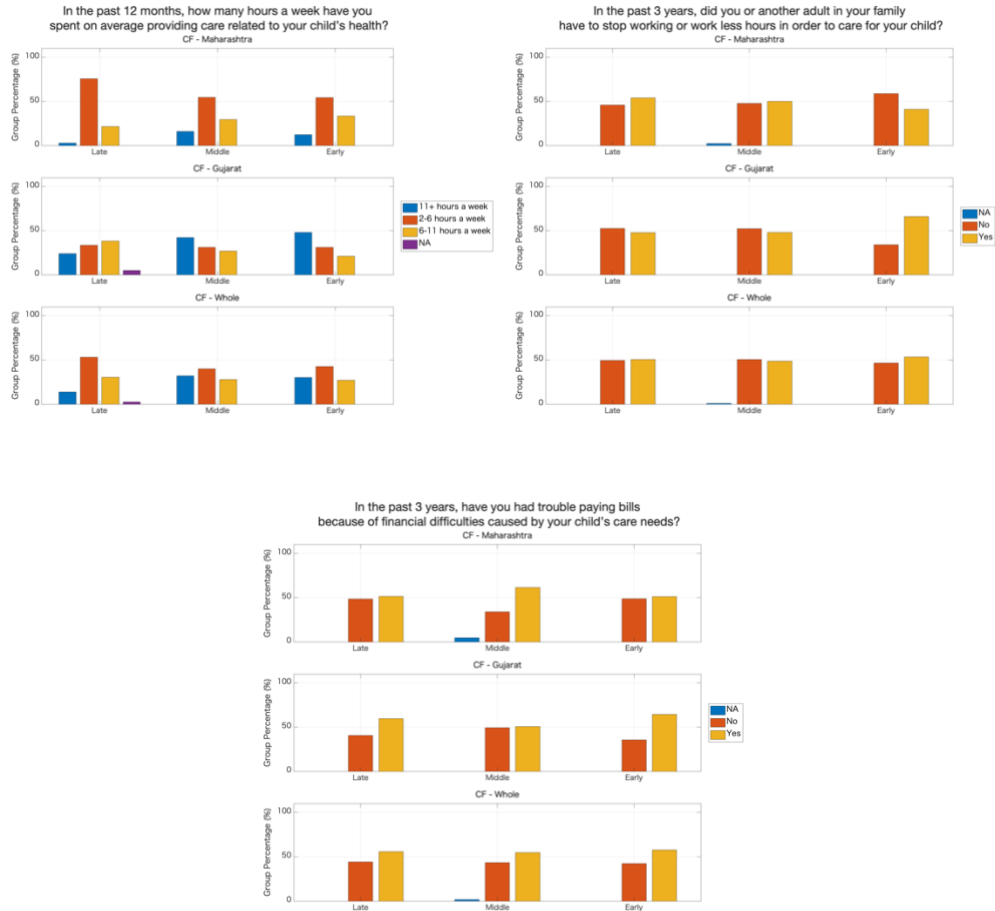 In the past 12 months, how many hours a week have you
spent on average providing care related to your child's health?
CF - Maharashtra
Group Percentage (%)
100
50
0
Late
Middle
Early
CF - Gujarat
Group Percentage (%)
100
50
0
Late
Middle
Early
11+ hours a week
2-6 hours a week
6-11 hours a week
NA
CF - Whole
Group Percentage (%)
100
50
0
Late
Middle
Early
In the past 3 years, did you or another adult in your family
have to stop working or work less hours in order to care for your child?
CF - Maharashtra
Group Percentage (%)
100
50
0
Late
Middle
Early
CF - Gujarat
Group Percentage (%)
100
50
0
Late
Middle
Early
NA
No
Yes
CF - Whole
Group Percentage (%)
100
50
0
Late
Middle
Early
In the past 3 years, have you had trouble paying bills
because of financial difficulties caused by your child's care needs?
CF - Maharashtra
Group Percentage (%)
100
50
0
Late
Middle
Early
CF - Gujarat
Group Percentage (%)
100
50
0
Late
Middle
Early
NA
No
Yes
CF - Whole
Group Percentage (%)
100
50
0
Late
Middle
Early